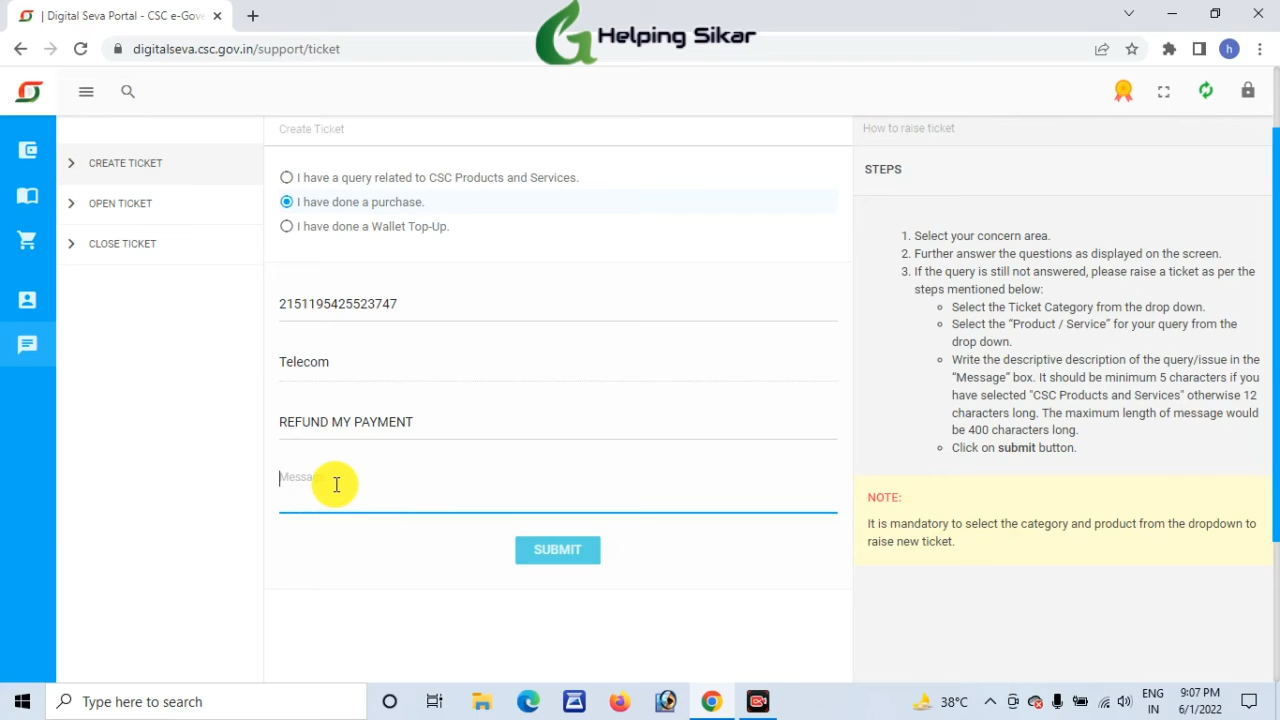 | Digital Seva Portal - CSC e-Gove
digitalseva.csc.gov.in/support/ticket
Helping Sikar
h
CREATE TICKET
OPEN TICKET
CLOSE TICKET
Create Ticket
I have a query related to CSC Products and Services.
I have done a purchase.
I have done a Wallet Top-Up.
2151195425523747
Telecom
REFUND MY PAYMENT
Message
SUBMIT
How to raise ticket
STEPS
1. Select your concern area.
2. Further answer the questions as displayed on the screen.
3. If the query is still not answered, please raise a ticket as per the
steps mentioned below:
Select the Ticket Category from the drop down.
Select the “Product / Service” for your query from the
drop down.
Write the descriptive description of the query/issue in the
“Message” box. It should be minimum 5 characters if you
have selected "CSC Products and Services" otherwise 12
characters long. The maximum length of message would
be 400 characters long.
Click on submit button.
NOTE:
It is mandatory to select the category and product from the dropdown to
raise new ticket.
Type here to search
38°C
ENG
IN
9:07 PM
6/1/2022